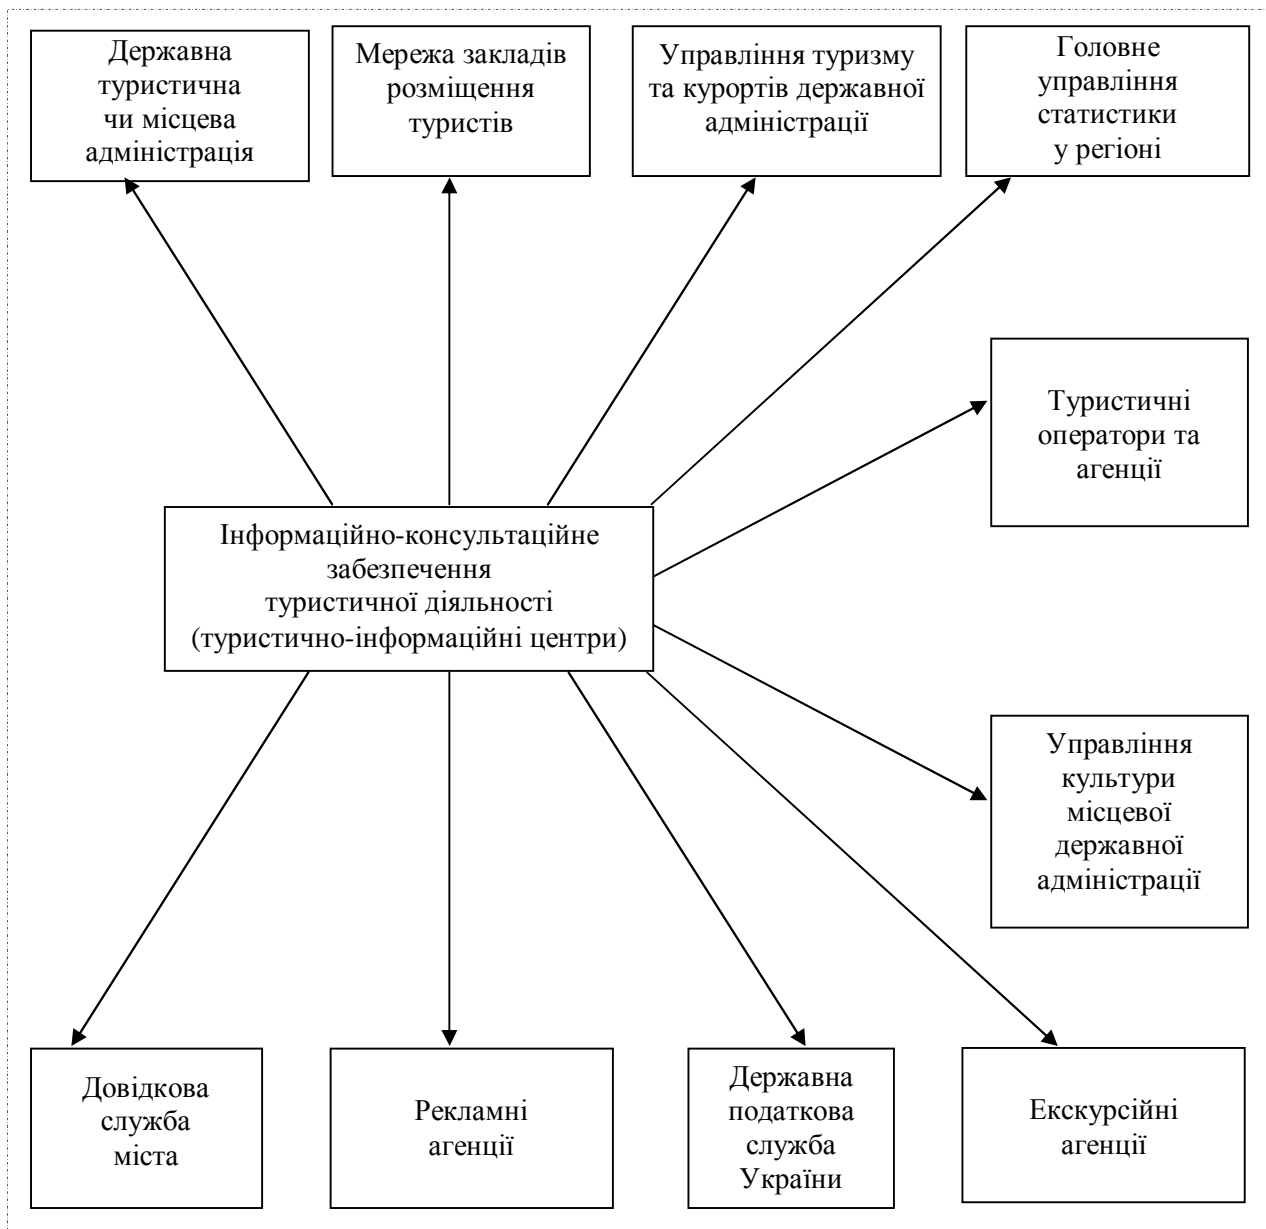 Державна
туристична
чи місцева
адміністрація
Мережа закладів
розміщення
туристів
Управління туризму
та курортів державної
адміністрації
Головне
управління
статистики
у регіоні
Туристичні
оператори та
агенції
Інформаційно-консультаційне
забезпечення
туристичної діяльності
(туристично-інформаційні центри)
Управління
культури
місцевої
державної
адміністрації
Довідкова
служба
міста
Рекламні
агенції
Державна
податкова
служба
України
Екскурсійні
агенції